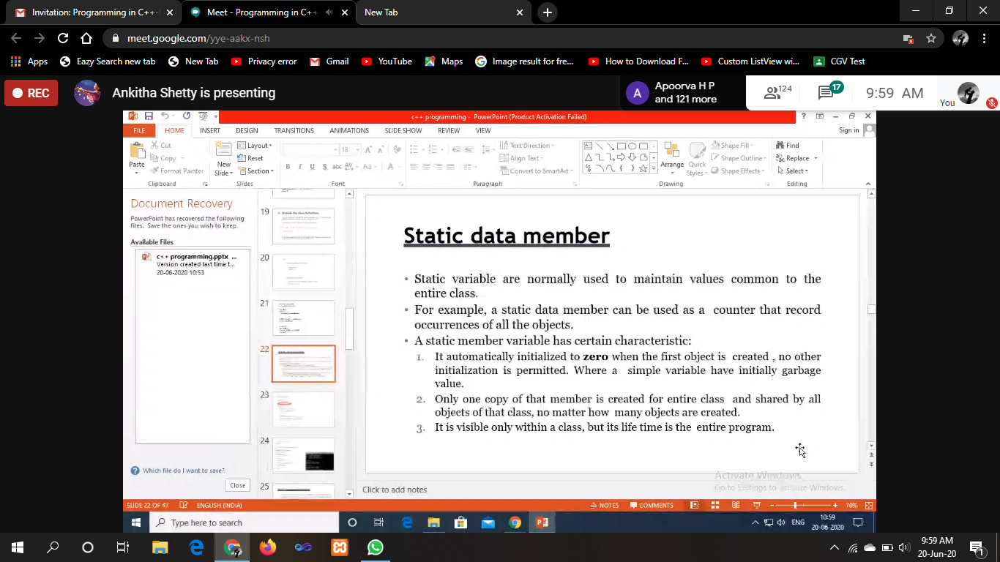 Invitation: Programming in C++
Meet - Programming in C++
New Tab
meet.google.com/yye-aakx-nsh
Apps
Eazy Search new tab
New Tab
Privacy error
Gmail
YouTube
Maps
Image result for fre...
How to Download F...
Custom ListView wi...
CGV Test
REC
Ankitha Shetty is presenting
A
Apoorva H P
and 121 more
124
17
9:59 AM
You
c++ programming - PowerPoint (Product Activation Failed)
FILE
HOME
INSERT
DESIGN
TRANSITIONS
ANIMATIONS
SLIDE SHOW
REVIEW
VIEW
Sign in
Paste
Cut
Copy
Format Painter
Clipboard
New
Slide
Layout
Reset
Section
Slides
18
Font
Paragraph
Text Direction
Align Text
Convert to SmartArt
Arrange
Quick
Styles
Shape Fill
Shape Outline
Shape Effects
Drawing
Find
Replace
Select
Editing
Document Recovery
PowerPoint has recovered the following
files. Save the ones you wish to keep.
Available Files
c++ programming.pptx ...
Version created last time t...
20-06-2020 10:53
Which file do I want to save?
Close
19
20
21
22
23
24
25
Static data member
• Static variable are normally used to maintain values common to the
entire class.
• For example, a static data member can be used as a counter that record
occurrences of all the objects.
• A static member variable has certain characteristic:
1. It automatically initialized to zero when the first object is created , no other
initialization is permitted. Where a simple variable have initially garbage
value.
2. Only one copy of that member is created for entire class and shared by all
objects of that class, no matter how many objects are created.
3. It is visible only within a class, but its life time is the entire program.
Activate Windows
Go to Settings to activate Windows.
Click to add notes
SLIDE 22 OF 47
ENGLISH (INDIA)
NOTES
COMMENTS
70%
Type here to search
ENG
10:59
20-06-2020
9:59 AM
20-Jun-20
1